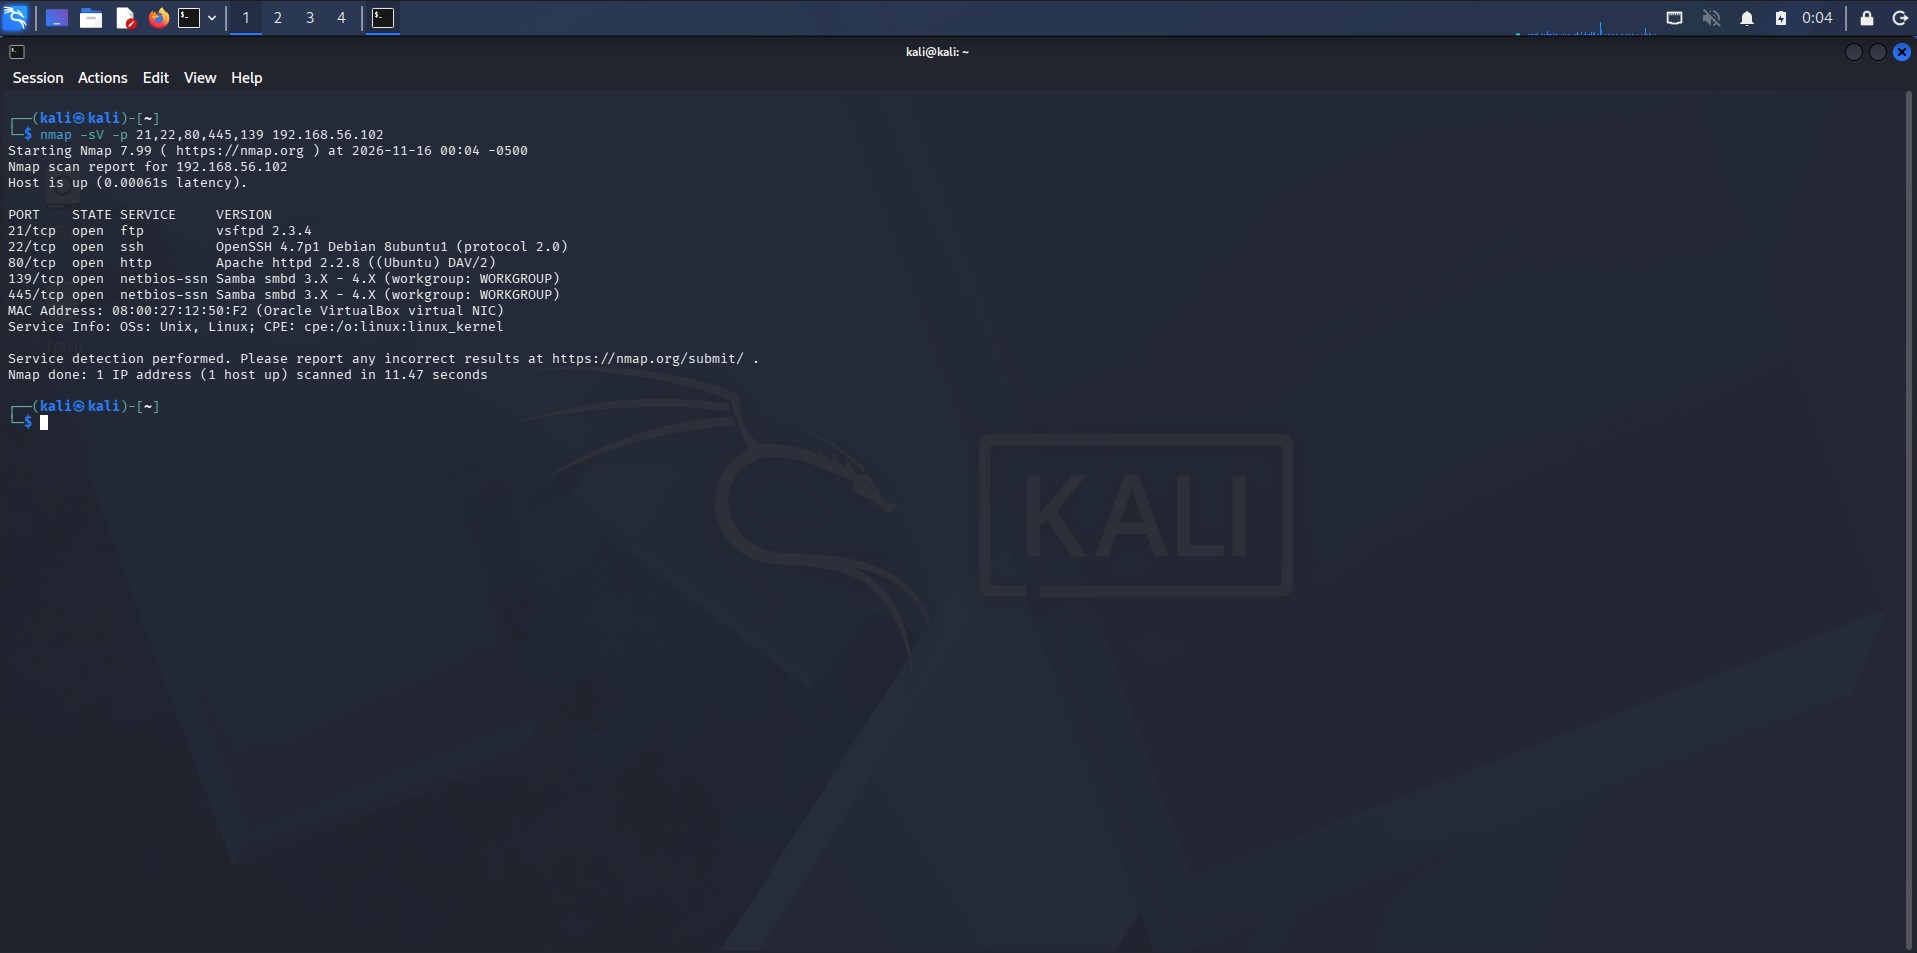 1 2 3 4 0:04
kali@kali: ~
Session Actions Edit View Help
┌──(kali㉿kali)-[~]
└─$ nmap -sV -p 21,22,80,445,139 192.168.56.102
Starting Nmap 7.99 ( https://nmap.org ) at 2026-11-16 00:04 -0500
Nmap scan report for 192.168.56.102
Host is up (0.00061s latency).
PORT    STATE SERVICE     VERSION
21/tcp  open  ftp         vsftpd 2.3.4
22/tcp  open  ssh         OpenSSH 4.7p1 Debian 8ubuntu1 (protocol 2.0)
80/tcp  open  http        Apache httpd 2.2.8 ((Ubuntu) DAV/2)
139/tcp open  netbios-ssn Samba smbd 3.X - 4.X (workgroup: WORKGROUP)
445/tcp open  netbios-ssn Samba smbd 3.X - 4.X (workgroup: WORKGROUP)
MAC Address: 08:00:27:12:50:F2 (Oracle VirtualBox virtual NIC)
Service Info: OSs: Unix, Linux; CPE: cpe:/o:linux:linux_kernel
Trash
Service detection performed. Please report any incorrect results at https://nmap.org/submit/ .
Nmap done: 1 IP address (1 host up) scanned in 11.47 seconds
┌──(kali㉿kali)-[~]
└─$
KALI